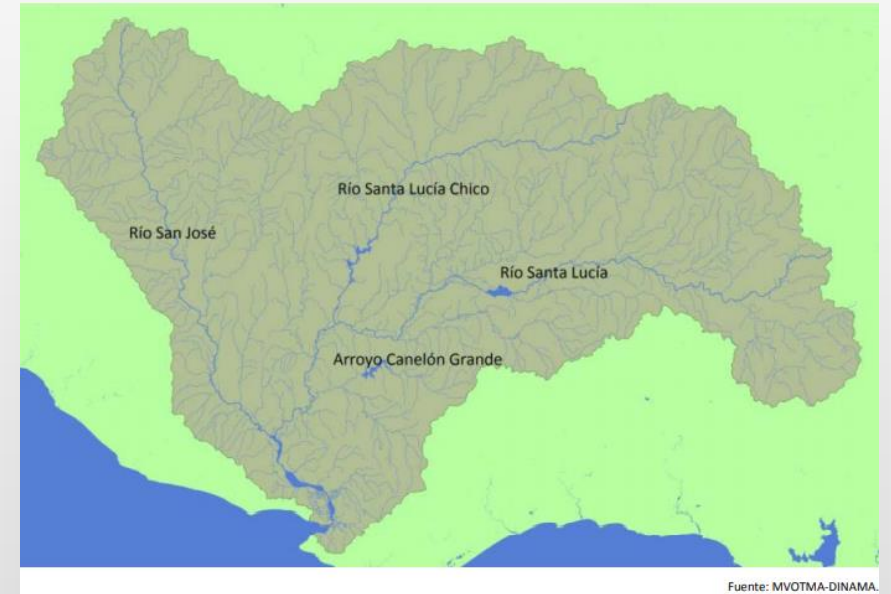 Río Santa Lucía Chico
Río San José
Río Santa Lucía
Arroyo Canelón Grande
Fuente: MVOTMA-DINAMA.